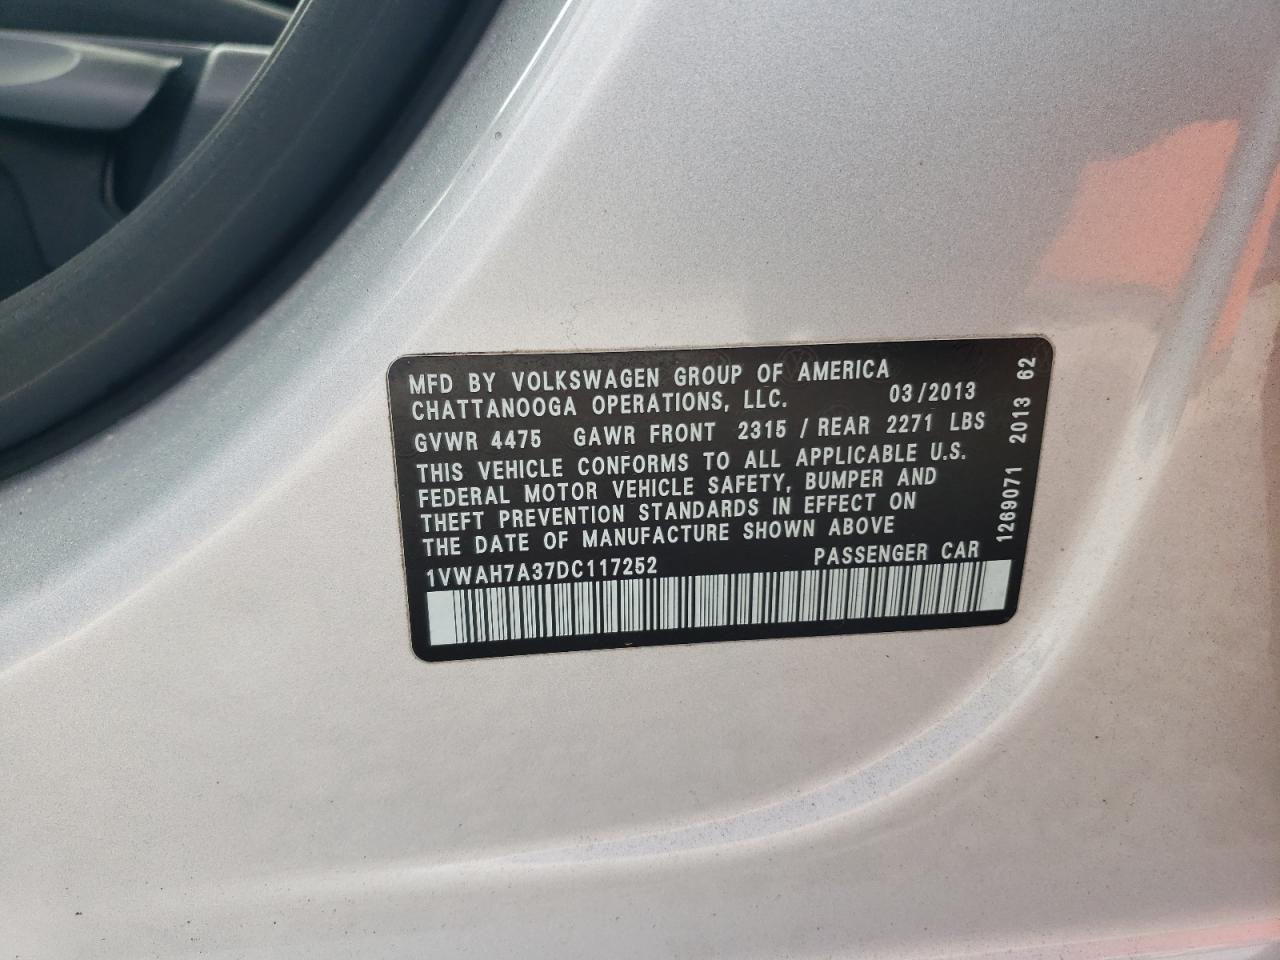 MFD BY VOLKSWAGEN GROUP OF AMERICA
CHATTANOOGA OPERATIONS, LLC. 03/2013
GVWR 4475 GAWR FRONT 2315 / REAR 2271 LBS
THIS VEHICLE CONFORMS TO ALL APPLICABLE U.S.
FEDERAL MOTOR VEHICLE SAFETY, BUMPER AND
THEFT PREVENTION STANDARDS IN EFFECT ON
THE DATE OF MANUFACTURE SHOWN ABOVE
1VWAH7A37DC117252 PASSENGER CAR
1269071 2013 62